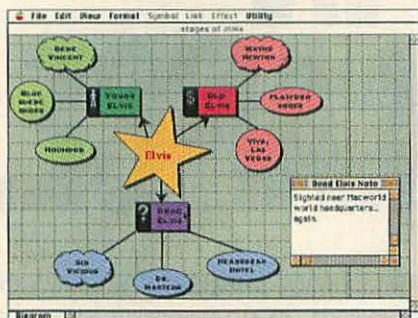 File Edit View Format Symbol Link Effect Utility
stages of elvis
GENE
VINCENT
WAYNE
NEWTON
BLUE
SUEDE
SHOES
YOUNG
ELVIS
$
OLD
ELVIS
PLATFORM
SHOES
HOUNDOG
Elvis
VIVA,
LAS
VEGAS
Dead Elvis Note
Sighted near Macworld
world headquarters...
again.
?
DEAD
ELVIS
SID
VICIOUS
DR.
MARTENS
HEARBREAK
HOTEL
Diagram